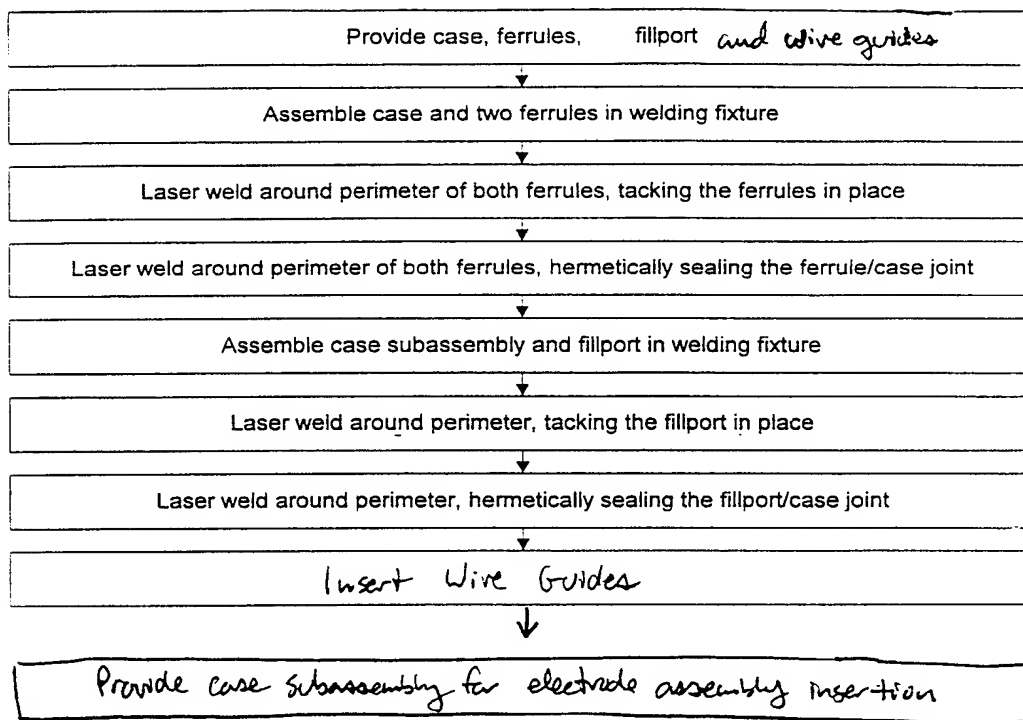 Provide case, ferrules, fillport and wire guides
Assemble case and two ferrules in welding fixture
Laser weld around perimeter of both ferrules, tacking the ferrules in place
Laser weld around perimeter of both ferrules, hermetically sealing the ferrule/case joint
Assemble case subassembly and fillport in welding fixture
Laser weld around perimeter, tacking the fillport in place
Laser weld around perimeter, hermetically sealing the fillport/case joint
Insert Wire Guides
Provide case subassembly for electrode assembly insertion